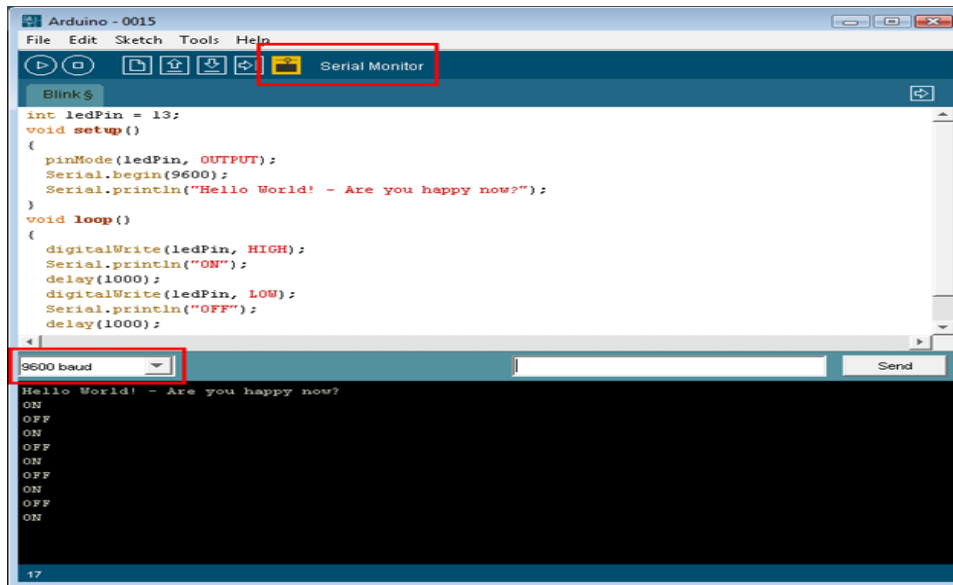 Arduino - 0015
File Edit Sketch Tools Help
Serial Monitor
Blink §
int ledPin = 13;
void setup()
{
  pinMode(ledPin, OUTPUT);
  Serial.begin(9600);
  Serial.println("Hello World! - Are you happy now?");
}
void loop()
{
  digitalWrite(ledPin, HIGH);
  Serial.println("ON");
  delay(1000);
  digitalWrite(ledPin, LOW);
  Serial.println("OFF");
  delay(1000);
9600 baud Send
Hello World! - Are you happy now?
ON
OFF
ON
OFF
ON
OFF
ON
OFF
ON
17